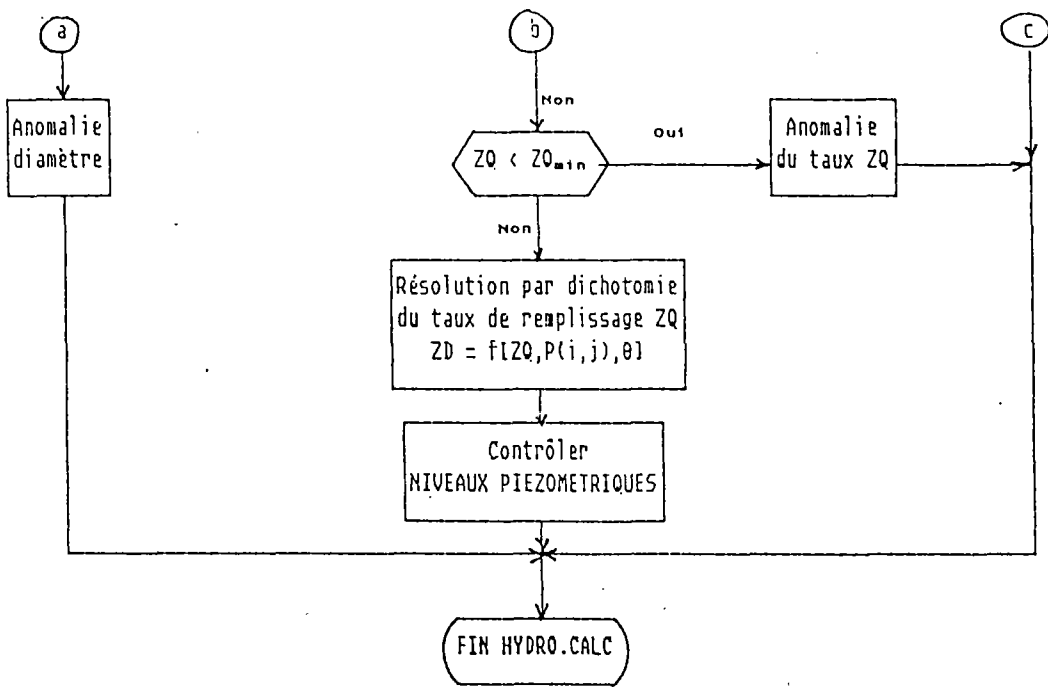 a
b
c
Anomalie
diamètre
Non
ZQ < ZQmin
Oui
Anomalie
du taux ZQ
Non
Résolution par dichotomie
du taux de remplissage ZQ
ZD = f[ZQ,P(i,j),θ]
Contrôler
NIVEAUX PIEZOMETRIQUES
FIN HYDRO.CALC